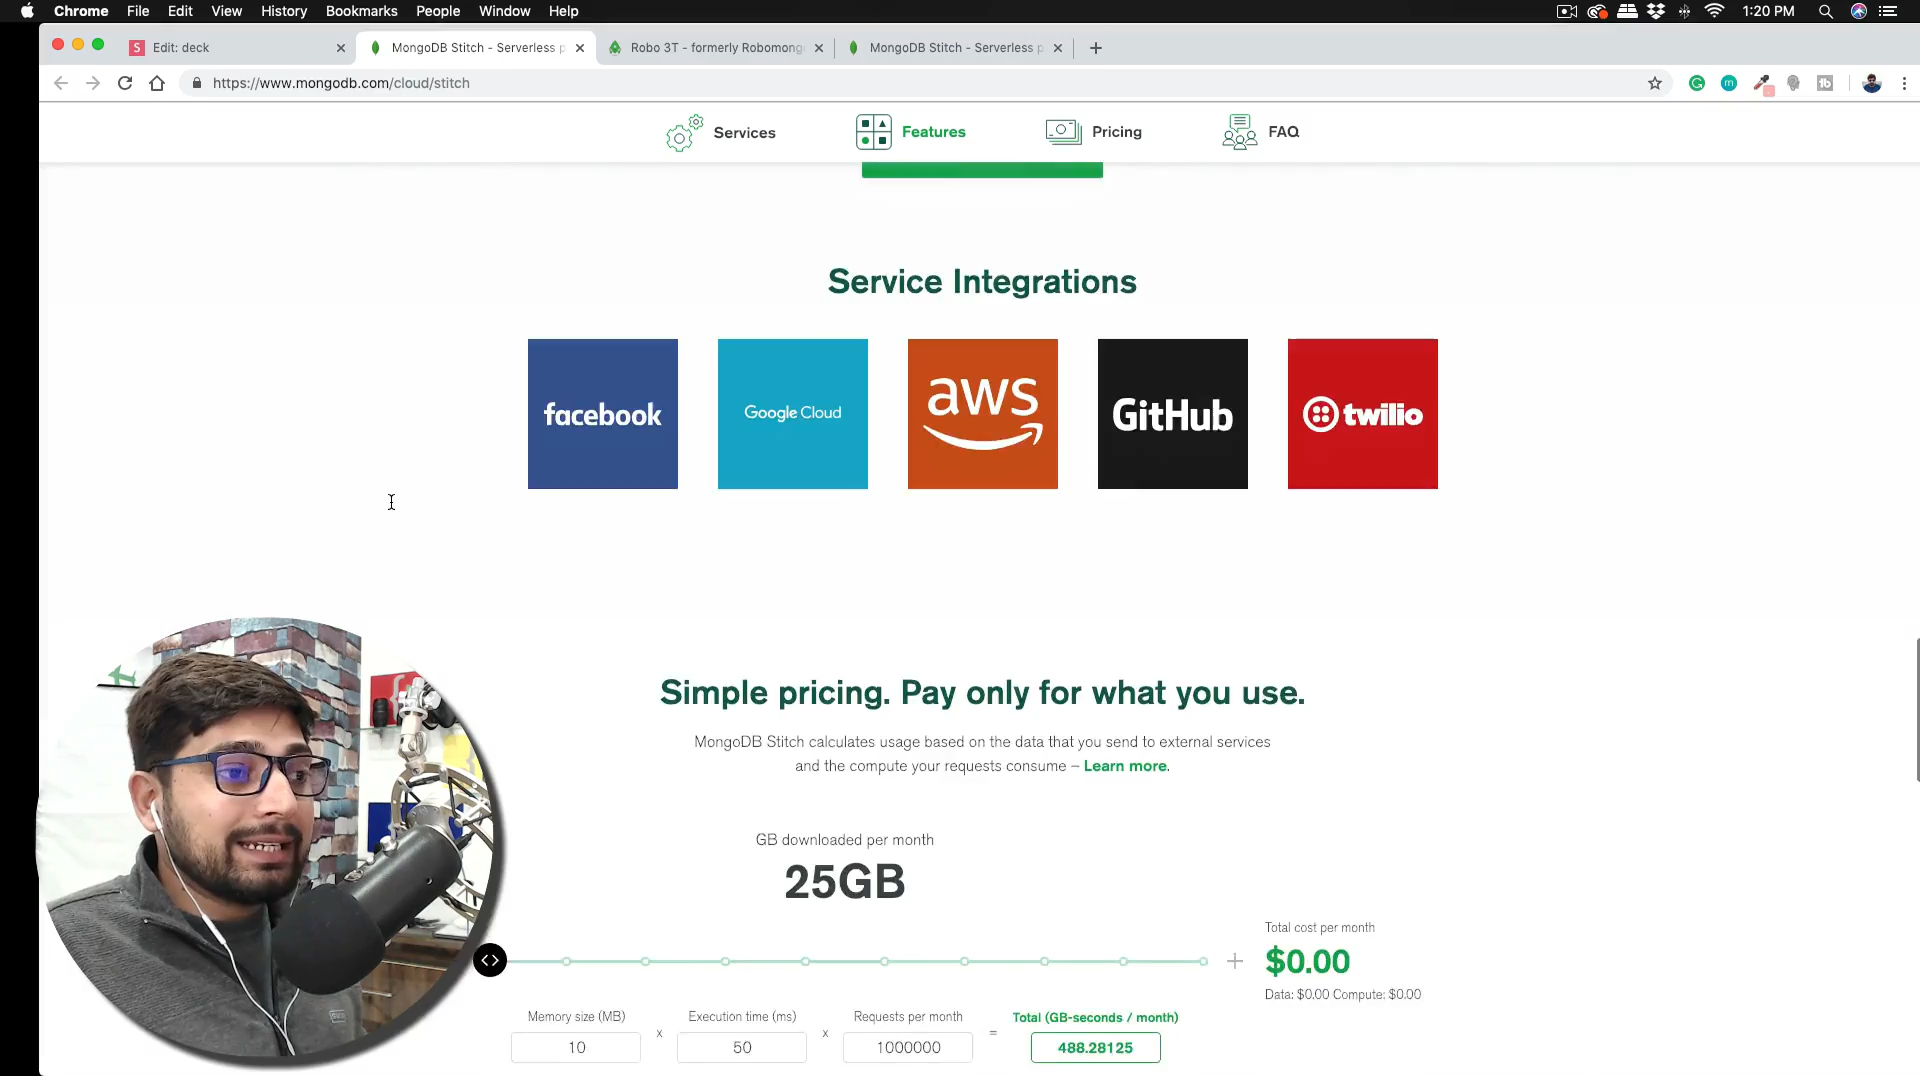 Chrome File Edit View History Bookmarks People Window Help 1:20 PM
Edit: deck
MongoDB Stitch - Serverless p
Robo 3T - formerly Robomong
MongoDB Stitch - Serverless p
https://www.mongodb.com/cloud/stitch
Services Features Pricing FAQ
Service Integrations
facebook
Google Cloud
aws
GitHub
twilio
Simple pricing. Pay only for what you use.
MongoDB Stitch calculates usage based on the data that you send to external services
and the compute your requests consume – Learn more.
GB downloaded per month
25GB
Total cost per month
$0.00
Data: $0.00 Compute: $0.00
Memory size (MB) Execution time (ms) Requests per month Total (GB-seconds / month)
10 x 50 x 1000000 = 488.28125